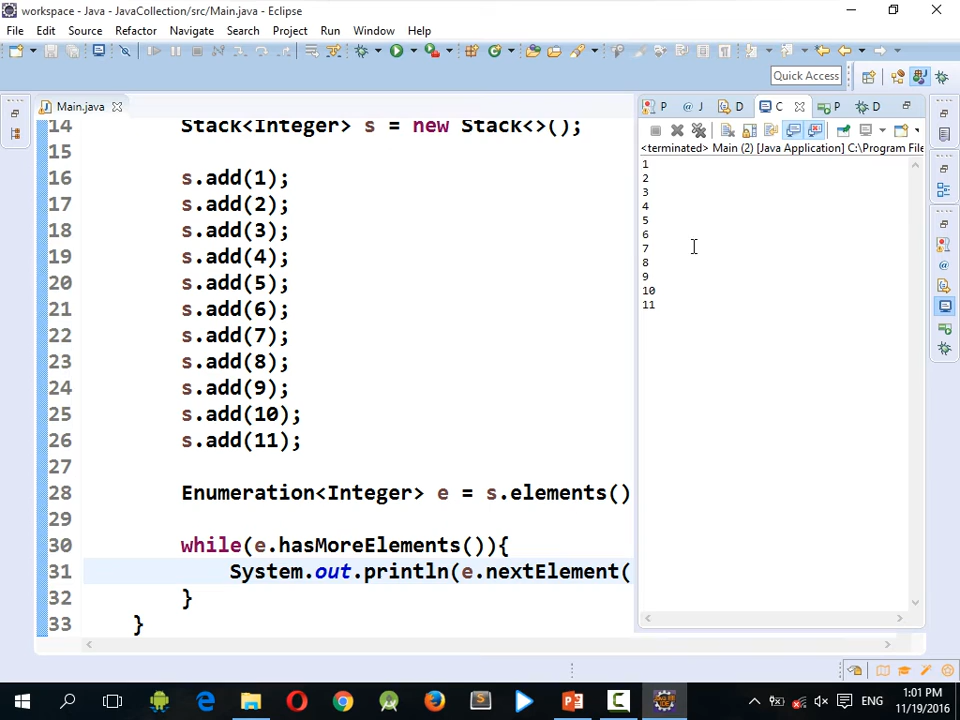 workspace - Java - JavaCollection/src/Main.java - Eclipse
File Edit Source Refactor Navigate Search Project Run Window Help
Quick Access
Main.java
P J D C P D
<terminated> Main (2) [Java Application] C:\Program File
14 Stack<Integer> s = new Stack<>();
15
16 s.add(1);
17 s.add(2);
18 s.add(3);
19 s.add(4);
20 s.add(5);
21 s.add(6);
22 s.add(7);
23 s.add(8);
24 s.add(9);
25 s.add(10);
26 s.add(11);
27
28 Enumeration<Integer> e = s.elements()
29
30 while(e.hasMoreElements()){
31 System.out.println(e.nextElement(
32 }
33 }
1
2
3
4
5
6
7
8
9
10
11
ENG
1:01 PM
11/19/2016